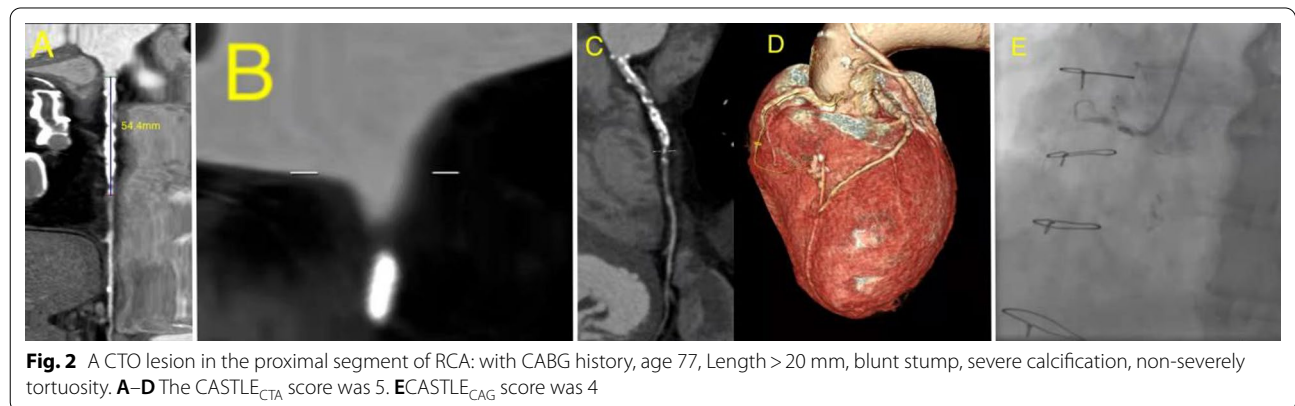 A
54.4mm
B
C
D
E
Fig. 2 A CTO lesion in the proximal segment of RCA: with CABG history, age 77, Length > 20 mm, blunt stump, severe calcification, non-severely
tortuosity. A–D The CASTLECTA score was 5. ECASTLECAG score was 4